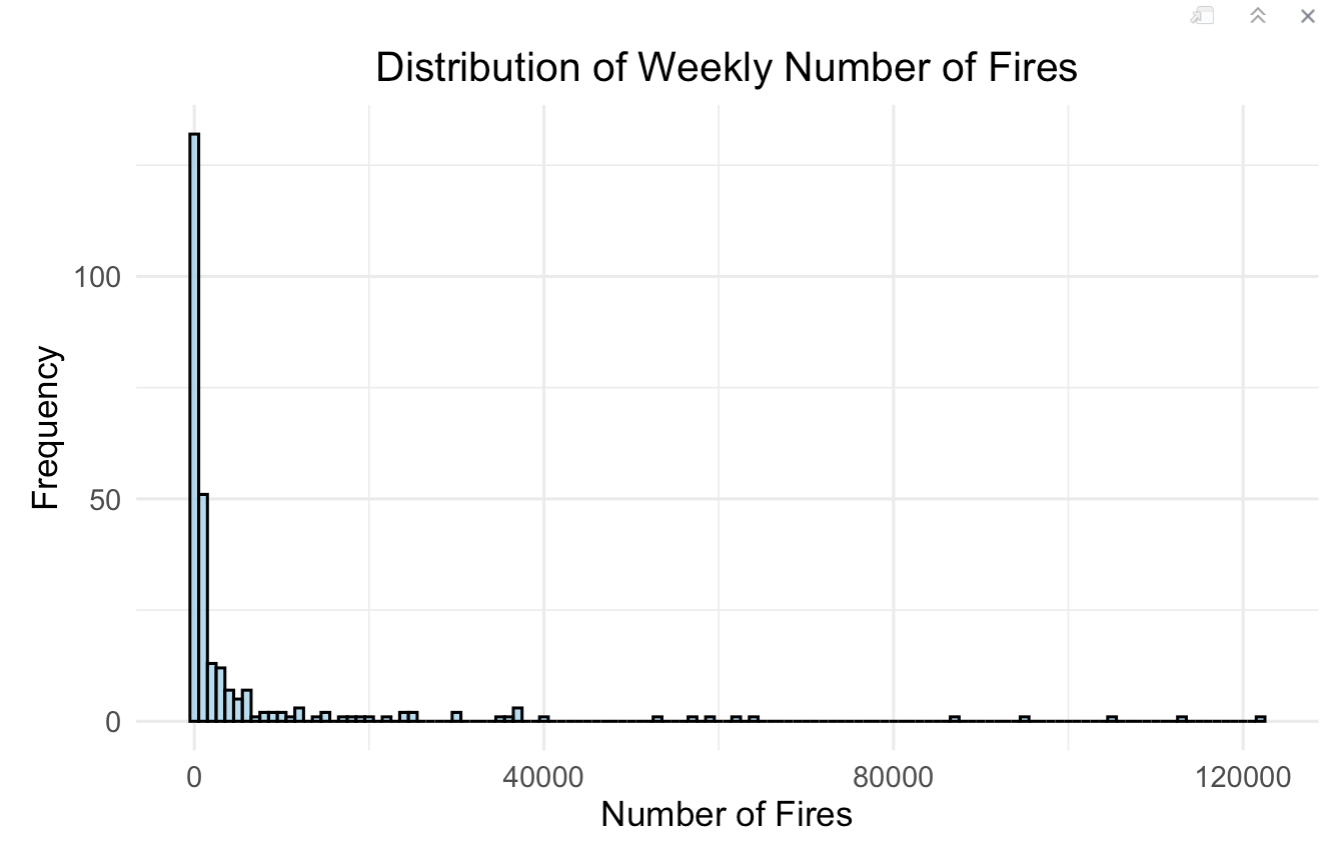 Distribution of Weekly Number of Fires
Frequency
100
50
0
0 40000 80000 120000
Number of Fires